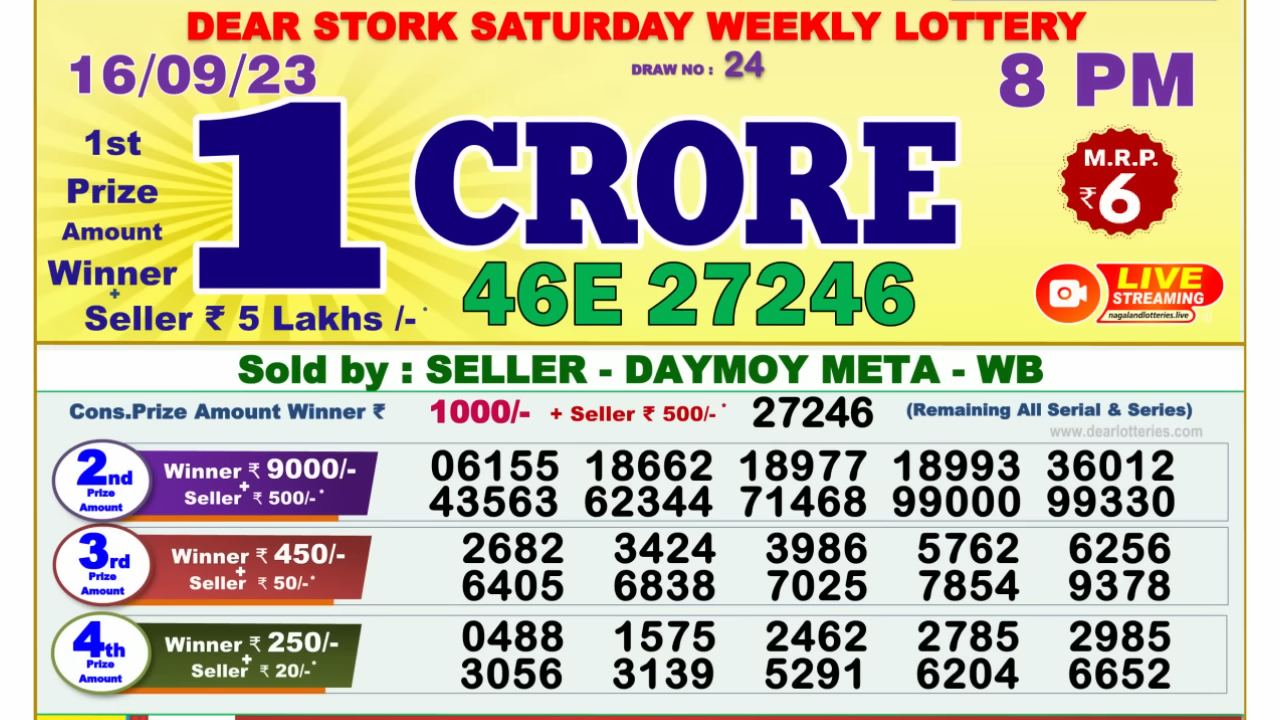 DEAR STORK SATURDAY WEEKLY LOTTERY
16/09/23
DRAW NO : 24
8 PM
1st
Prize
Amount
Winner
+
Seller ₹ 5 Lakhs /-*
1 CRORE
46E 27246
M.R.P.
₹6
LIVE
STREAMING
nagalandlotteries.live
Sold by : SELLER - DAYMOY META - WB
Cons.Prize Amount Winner ₹ 1000/- + Seller ₹ 500/-* 27246 (Remaining All Serial & Series)
www.dearlotteries.com
2nd
Prize
Amount
Winner ₹ 9000/-
+
Seller ₹ 500/-*
06155 18662 18977 18993 36012
43563 62344 71468 99000 99330
3rd
Prize
Amount
Winner ₹ 450/-
+
Seller ₹ 50/-*
2682 3424 3986 5762 6256
6405 6838 7025 7854 9378
4th
Prize
Amount
Winner ₹ 250/-
+
Seller ₹ 20/-*
0488 1575 2462 2785 2985
3056 3139 5291 6204 6652